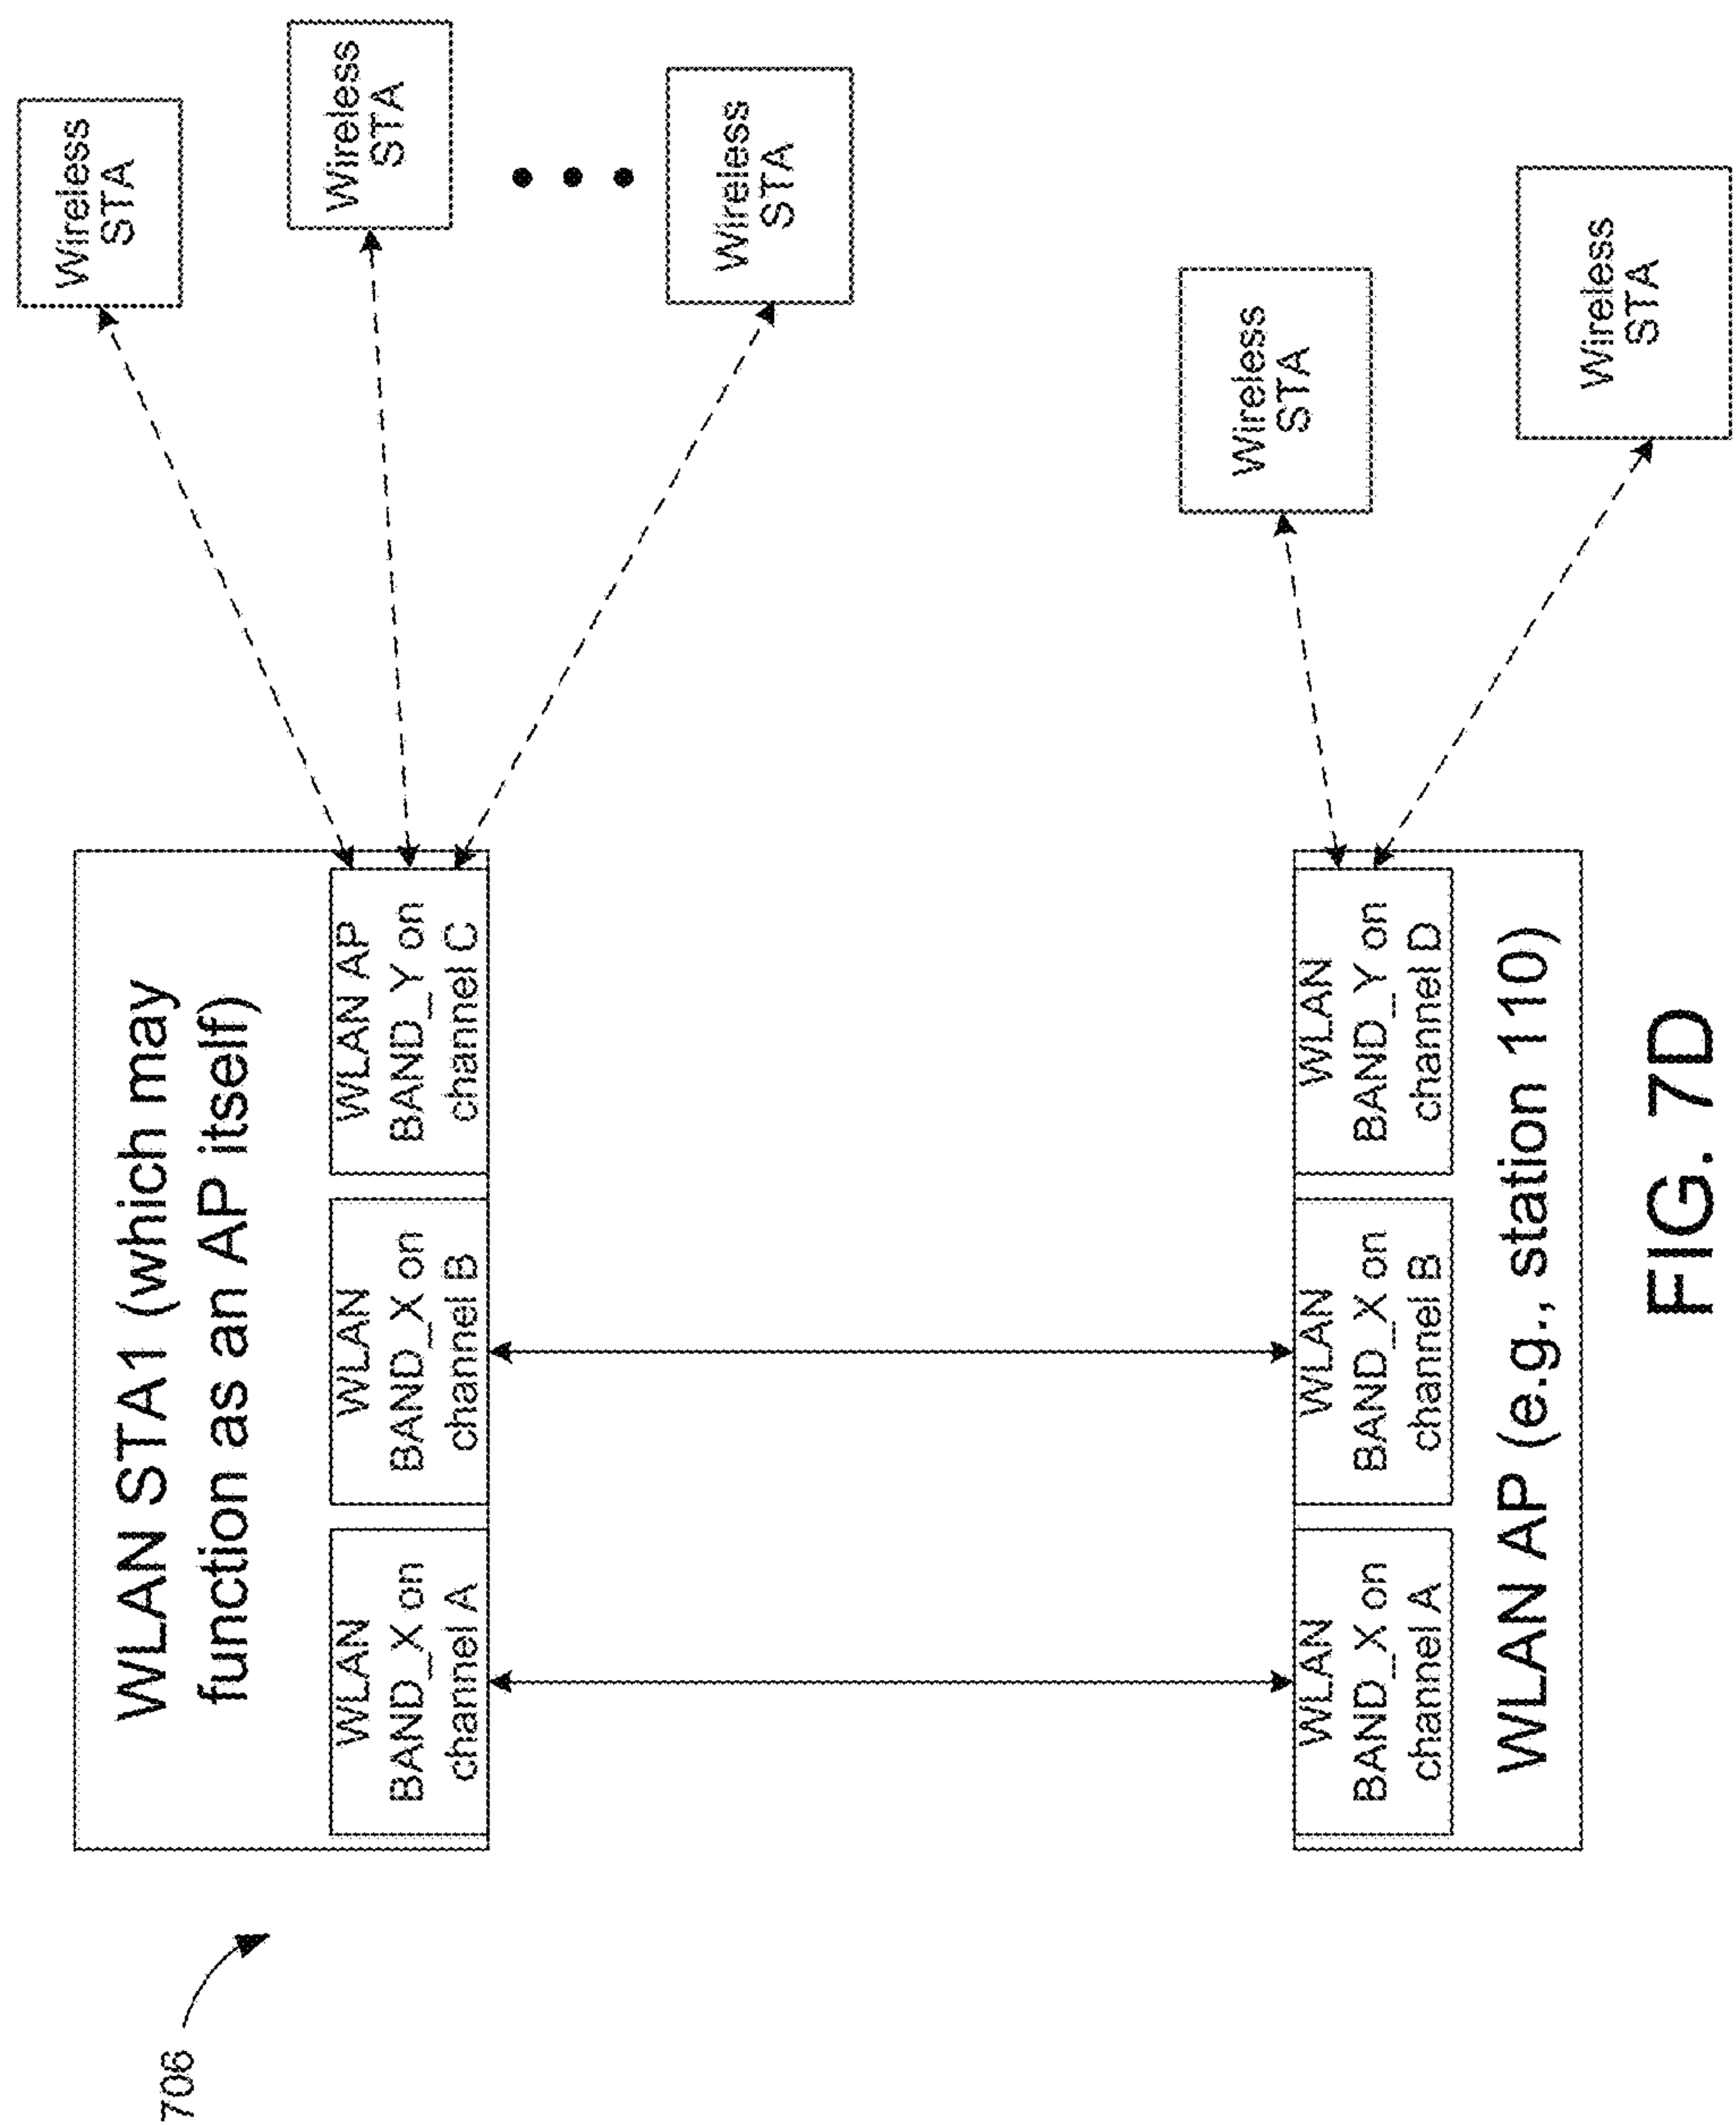 706
WLAN STA1 (which may
function as an AP itself)
WLAN
BAND_X on
channel A
WLAN
BAND_X on
channel B
WLAN AP
BAND_Y on
channel C
Wireless
STA
Wireless
STA
Wireless
STA
WLAN
BAND_X on
channel A
WLAN
BAND_X on
channel B
WLAN
BAND_Y on
channel D
WLAN AP (e.g., station 110)
Wireless
STA
Wireless
STA
FIG. 7D